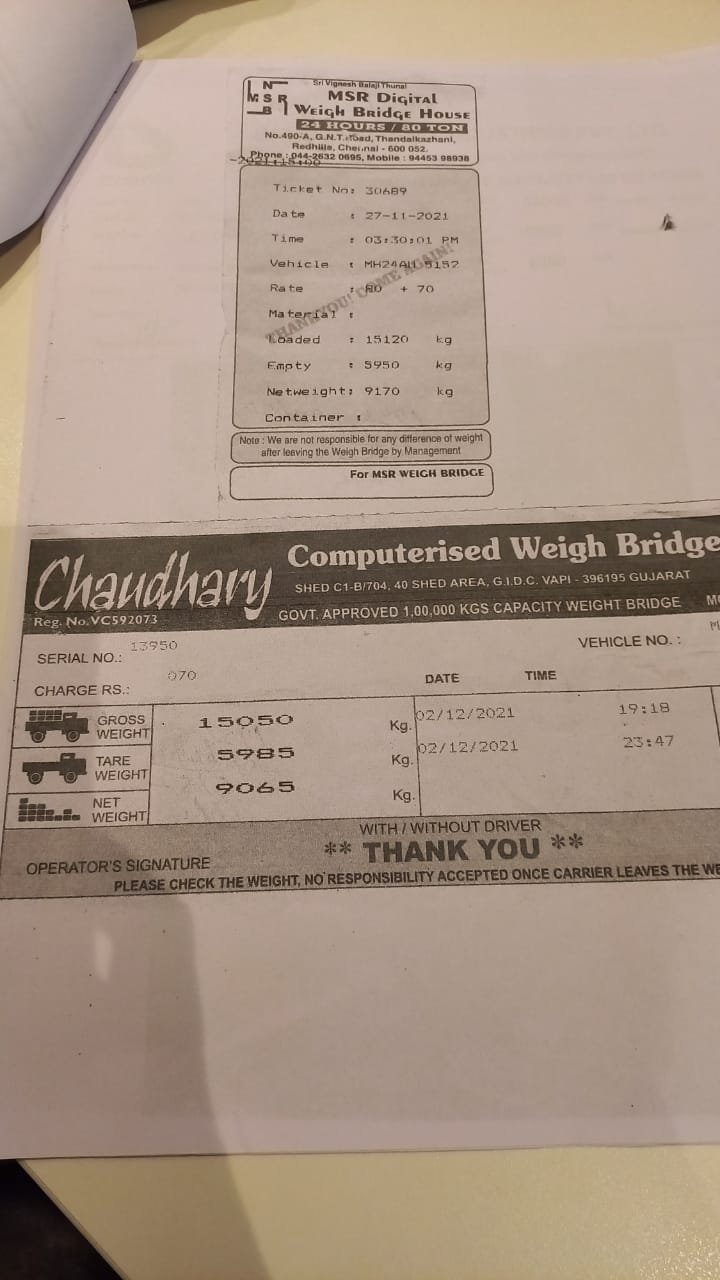 Sri Vignesh Balaji Thunai
N
M S R
B
MSR Digital
Weigh Bridge House
24 HOURS / 80 TON
No.490-A, G.N.T. Road, Thandalkazhani,
Redhills, Chennai - 600 052.
Phone : 044-2632 0695, Mobile : 94453 98938
-2021:15:00
Ticket No: 30689
Date : 27-11-2021
Time : 03:30:01 PM
Vehicle : MH24AU 5152
Rate : 80 + 70
THANKYOU! COME AGAIN!
Material :
Loaded : 15120 kg
Empty : 5950 kg
Netweight: 9170 kg
Container :
Note : We are not responsible for any difference of weight
after leaving the Weigh Bridge by Management
For MSR WEIGH BRIDGE
Chaudhary Computerised Weigh Bridge
SHED C1-B/704, 40 SHED AREA, G.I.D.C. VAPI - 396195 GUJARAT
Reg. No.VC592073
GOVT. APPROVED 1,00,000 KGS CAPACITY WEIGHT BRIDGE
SERIAL NO.: 13950
VEHICLE NO. :
CHARGE RS.: 070
DATE TIME
GROSS WEIGHT 15050 Kg. 02/12/2021 19:18
TARE WEIGHT 5985 Kg. 02/12/2021 23:47
NET WEIGHT 9065 Kg.
WITH / WITHOUT DRIVER
OPERATOR'S SIGNATURE ** THANK YOU **
PLEASE CHECK THE WEIGHT, NO RESPONSIBILITY ACCEPTED ONCE CARRIER LEAVES THE